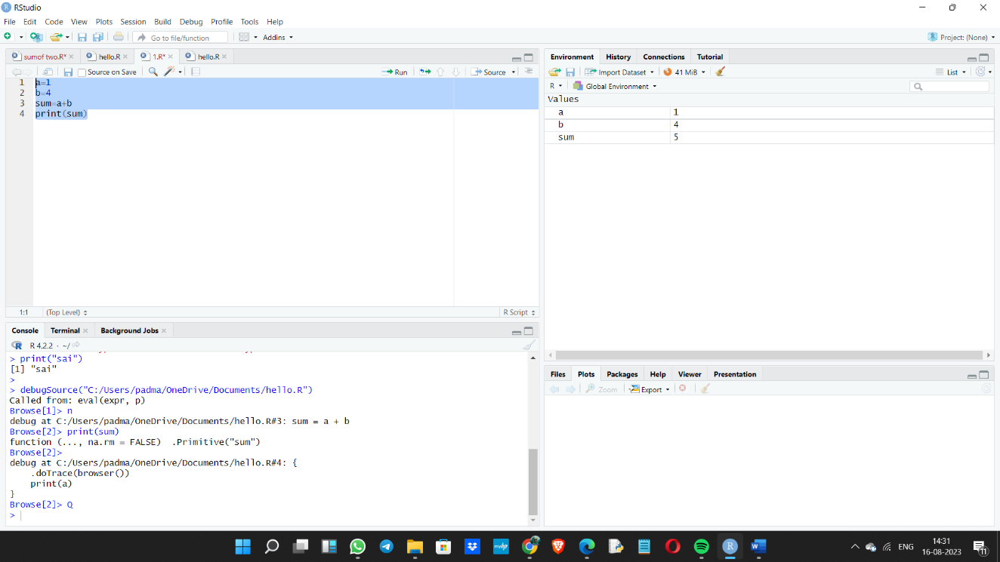 RStudio
File Edit Code View Plots Session Build Debug Profile Tools Help
Go to file/function Addins Project: (None)
sumof two.R* hello.R 1.R* hello.R
Source on Save Run Source
1 a=1
2 b=4
3 sum=a+b
4 print(sum)
1:1 (Top Level) R Script
Console Terminal Background Jobs
R 4.2.2 · ~/
> print("sai")
[1] "sai"
>
> debugSource("C:/Users/padma/OneDrive/Documents/hello.R")
Called from: eval(expr, p)
Browse[1]> n
debug at C:/Users/padma/OneDrive/Documents/hello.R#3: sum = a + b
Browse[2]> print(sum)
function (..., na.rm = FALSE)  .Primitive("sum")
Browse[2]>
debug at C:/Users/padma/OneDrive/Documents/hello.R#4: {
    .doTrace(browser())
    print(a)
}
Browse[2]> Q
>
Environment History Connections Tutorial
Import Dataset 41 MiB List
R Global Environment
Values
a 1
b 4
sum 5
Files Plots Packages Help Viewer Presentation
Zoom Export
myhp
ENG
14:31
16-08-2023
11